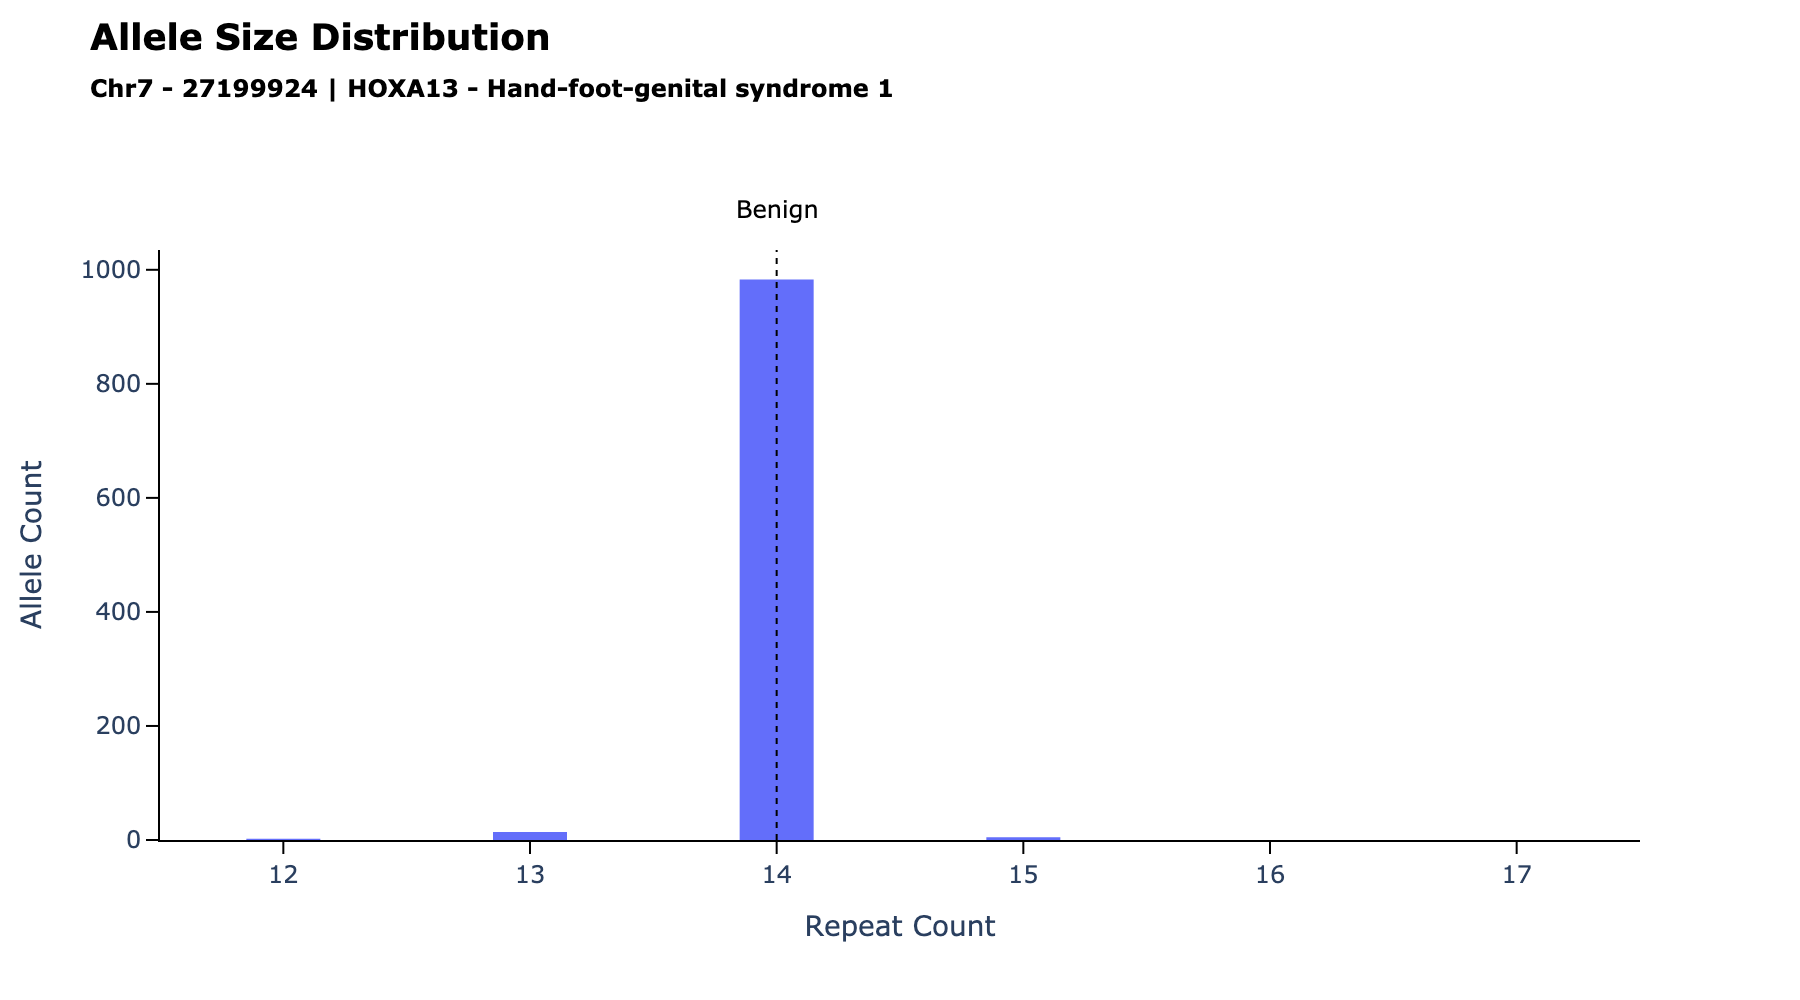 Allele Size Distribution
Chr7 - 27199924 | HOXA13 - Hand-foot-genital syndrome 1
Benign
1000
800
600
400
200
0
Allele Count
12 13 14 15 16 17
Repeat Count